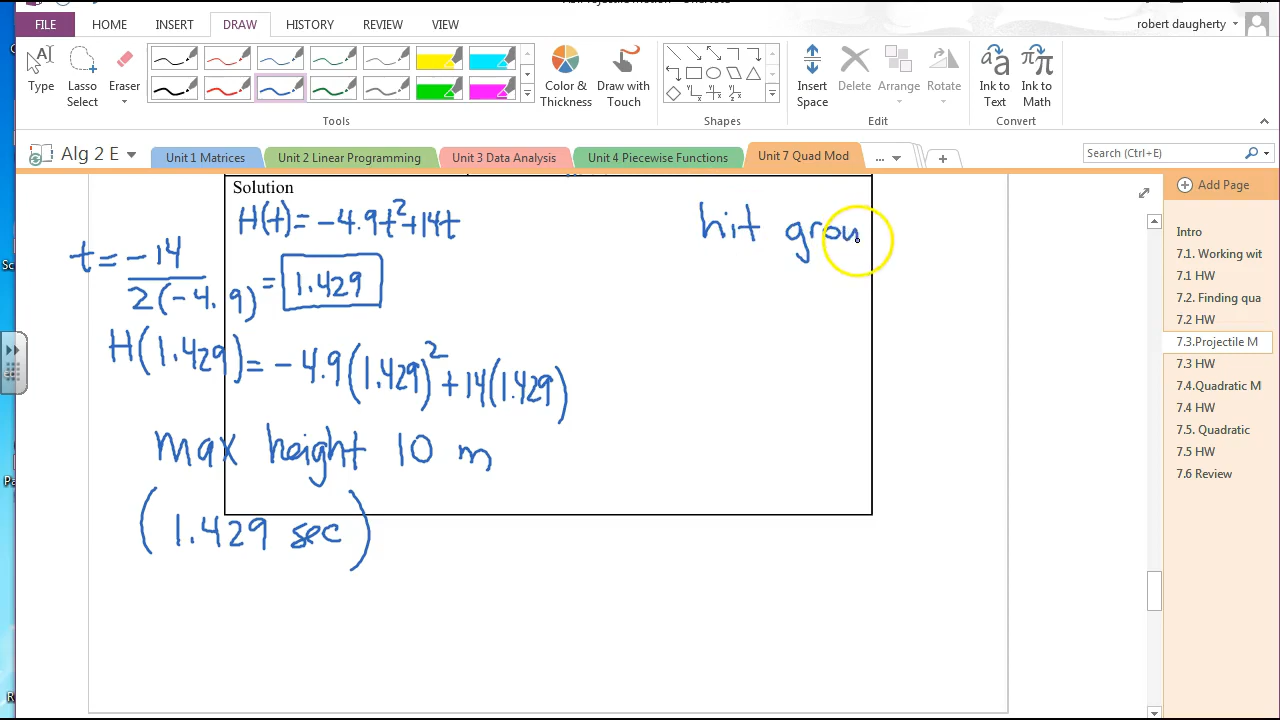 robert daugherty
FILE HOME INSERT DRAW HISTORY REVIEW VIEW
Type
Lasso Select
Eraser
Color & Thickness
Draw with Touch
Insert Space
Delete
Arrange
Rotate
Ink to Text
Ink to Math
Tools Shapes Edit Convert
Alg 2 E
Unit 1 Matrices
Unit 2 Linear Programming
Unit 3 Data Analysis
Unit 4 Piecewise Functions
Unit 7 Quad Mod
...
Search (Ctrl+E)
Add Page
Intro
7.1. Working wit
7.1 HW
7.2. Finding qua
7.2 HW
7.3.Projectile M
7.3 HW
7.4.Quadratic M
7.4 HW
7.5. Quadratic
7.5 HW
7.6 Review
Solution
H(t)= -4.9t²+14t
t= -14 / 2(-4.9) = 1.429
H(1.429)= -4.9(1.429)²+14(1.429)
max height 10 m
(1.429 sec)
hit grou